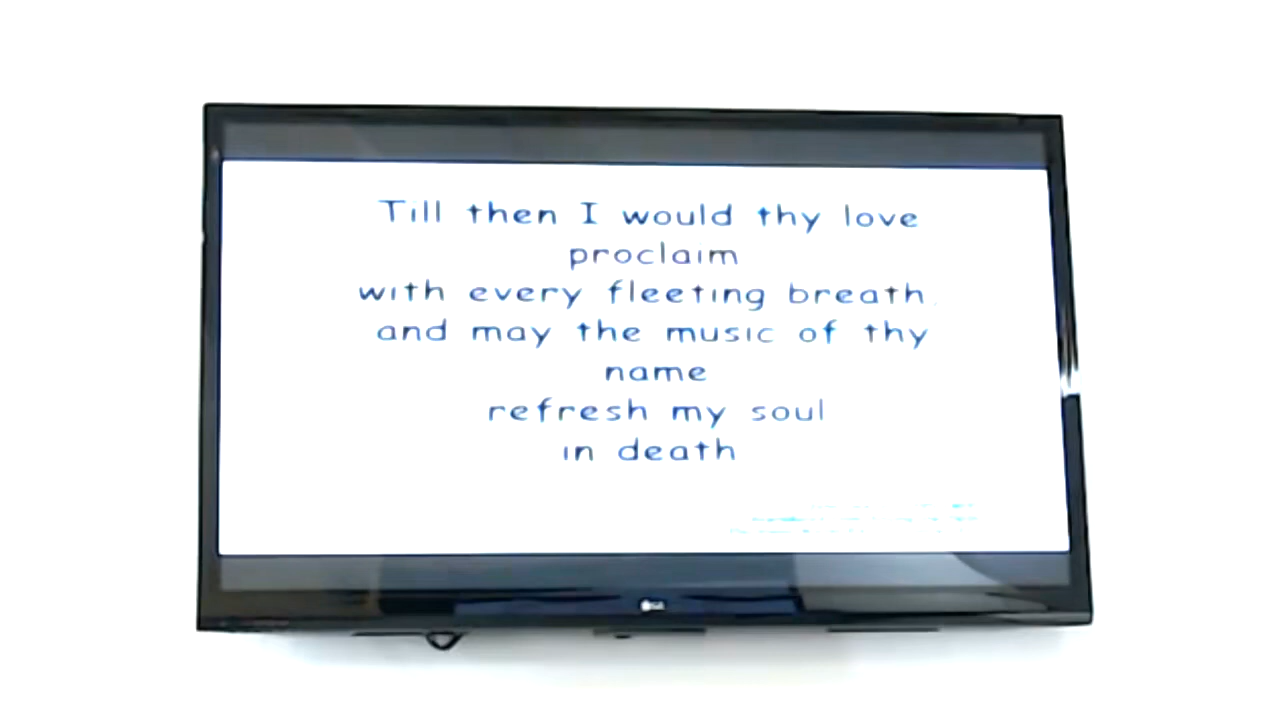 Till then I would thy love
proclaim
with every fleeting breath
and may the music of thy
name
refresh my soul
in death
LG